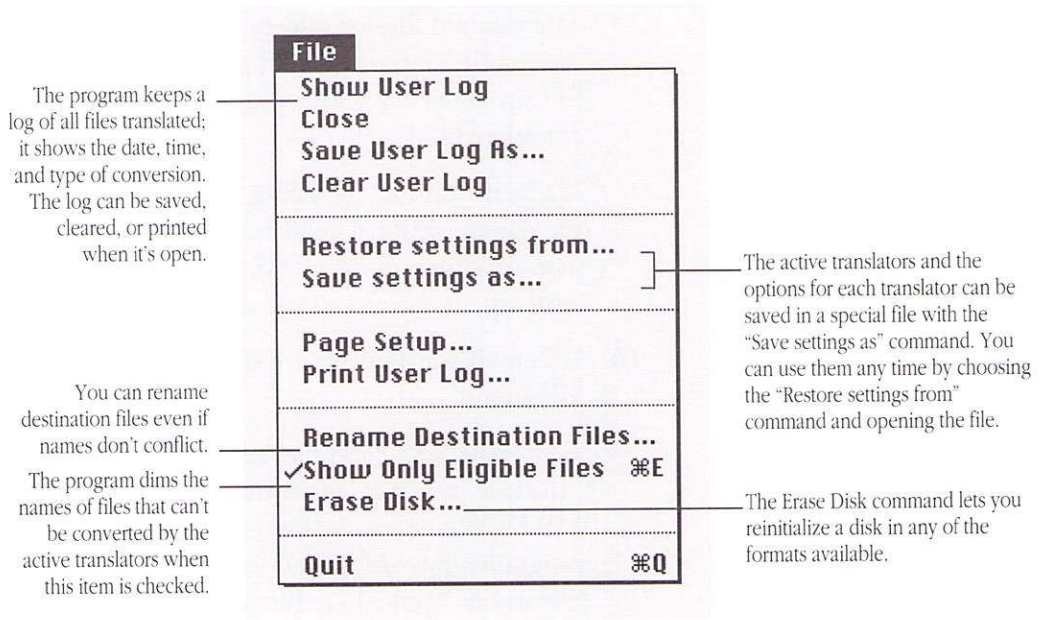 File
Show User Log
Close
Save User Log As...
Clear User Log
Restore settings from...
Save settings as...
Page Setup...
Print User Log...
Rename Destination Files...
✓Show Only Eligible Files ⌘E
Erase Disk...
Quit ⌘Q
The program keeps a
log of all files translated;
it shows the date, time,
and type of conversion.
The log can be saved,
cleared, or printed
when it's open.
You can rename
destination files even if
names don't conflict.
The program dims the
names of files that can't
be converted by the
active translators when
this item is checked.
The active translators and the
options for each translator can be
saved in a special file with the
“Save settings as” command. You
can use them any time by choosing
the “Restore settings from”
command and opening the file.
The Erase Disk command lets you
reinitialize a disk in any of the
formats available.